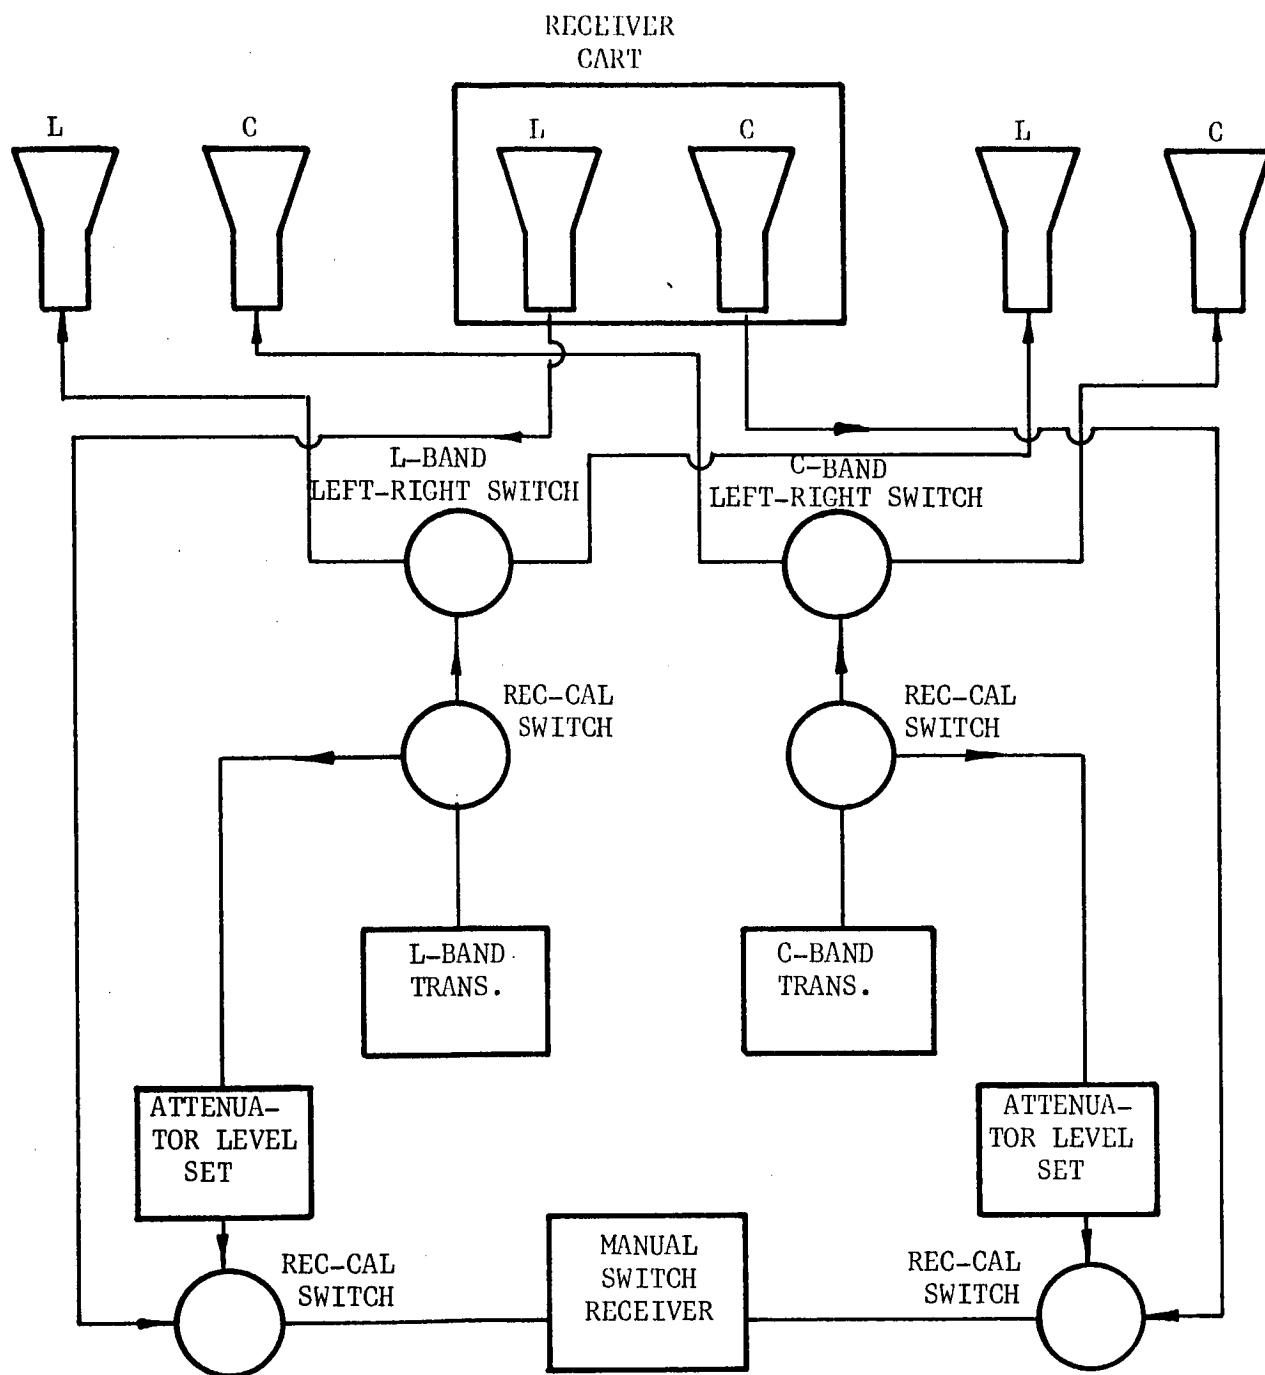 RECEIVER
CART
L
C
L
C
L
C
L-BAND
LEFT-RIGHT SWITCH
C-BAND
LEFT-RIGHT SWITCH
REC-CAL
SWITCH
REC-CAL
SWITCH
L-BAND
TRANS.
C-BAND
TRANS.
ATTENUA-
TOR LEVEL
SET
ATTENUA-
TOR LEVEL
SET
REC-CAL
SWITCH
MANUAL
SWITCH
RECEIVER
REC-CAL
SWITCH